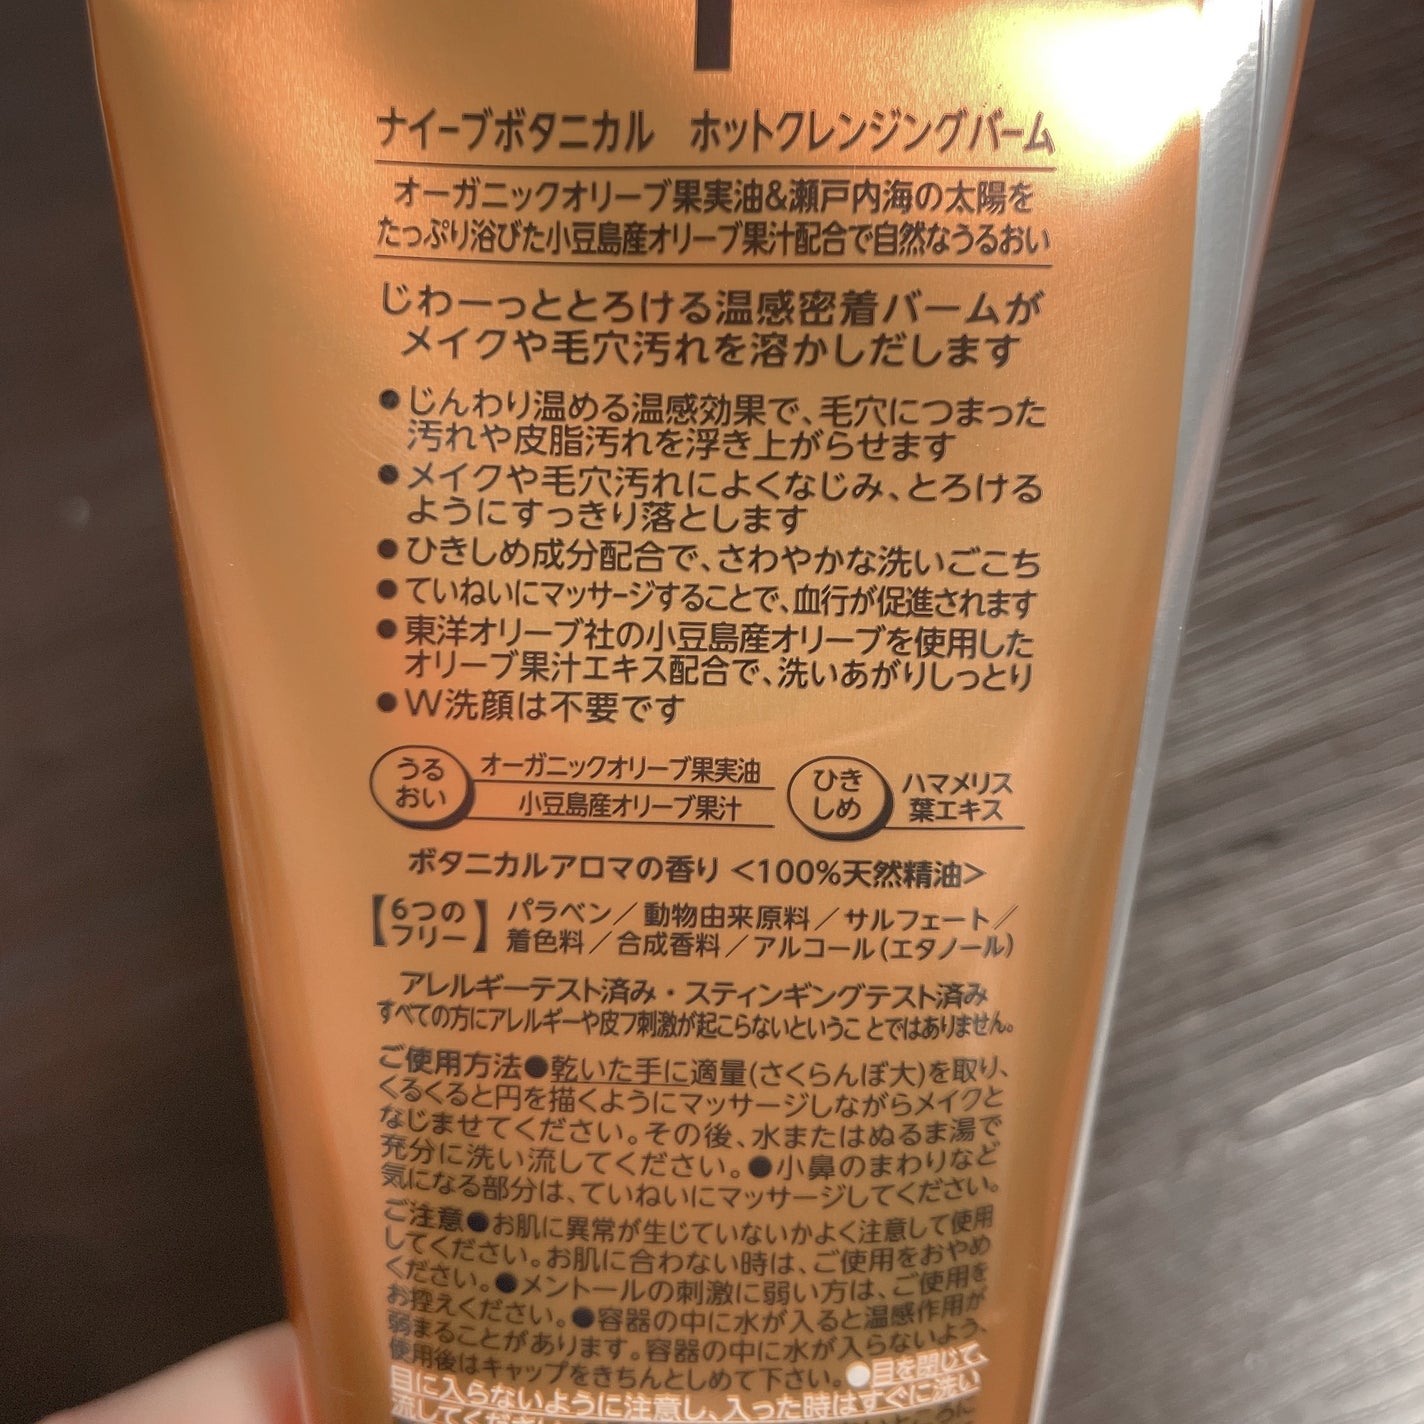 ナイーブボタニカル ホットクレンジングバーム
オーガニックオリーブ果実油&瀬戸内海の太陽を
たっぷり浴びた小豆島産オリーブ果汁配合で自然なうるおい
じわーっととろける温感密着バームが
メイクや毛穴汚れを溶かしだします
●じんわり温める温感効果で、毛穴につまった
汚れや皮脂汚れを浮き上がらせます
●メイクや毛穴汚れによくなじみ、とろける
ようにすっきり落とします
●ひきしめ成分配合で、さわやかな洗いごこち
●ていねいにマッサージすることで、血行が促進されます
●東洋オリーブ社の小豆島産オリーブを使用した
オリーブ果汁エキス配合で、洗いあがりしっとり
●W洗顔は不要です
うる
おい
オーガニックオリーブ果実油
小豆島産オリーブ果汁
ひき
しめ
ハマメリス
葉エキス
ボタニカルアロマの香り <100%天然精油>
【6つの
フリー】
パラベン/動物由来原料/サルフェート/
着色料/合成香料/アルコール(エタノール)
アレルギーテスト済み・スティンギングテスト済み
すべての方にアレルギーや皮フ刺激が起こらないということではありません。
ご使用方法●乾いた手に適量(さくらんぼ大)を取り、
くるくると円を描くようにマッサージしながらメイクと
なじませてください。その後、水またはぬるま湯で
充分に洗い流してください。●小鼻のまわりなど
気になる部分は、ていねいにマッサージしてください。
ご注意●お肌に異常が生じていないかよく注意して使用
してください。お肌に合わない時は、ご使用をおやめ
ください。●メントールの刺激に弱い方は、ご使用を
お控えください。●容器の中に水が入ると温感作用が
弱まることがあります。容器の中に水が入らないよう、
使用後はキャップをきちんとしめて下さい。●目を閉じて、
目に入らないように注意し、入った時はすぐに洗い
流してください